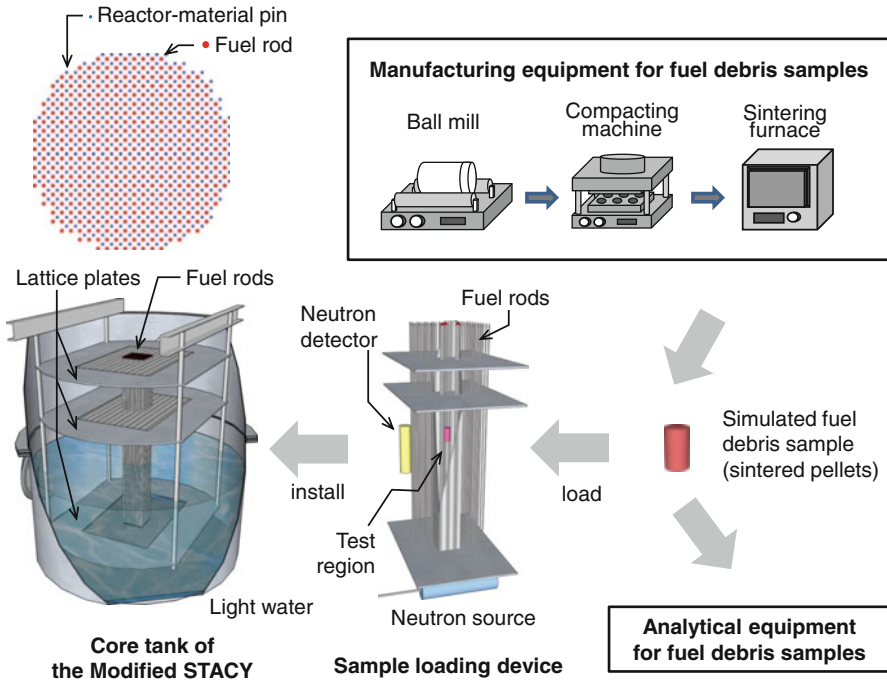 Reactor-material pin
Fuel rod
Manufacturing equipment for fuel debris samples
Ball mill
Compacting
machine
Sintering
furnace
Lattice plates
Fuel rods
Neutron
detector
Fuel rods
Simulated fuel
debris sample
(sintered pellets)
install
load
Test
region
Light water
Neutron source
Core tank of
the Modified STACY
Sample loading device
Analytical equipment
for fuel debris samples